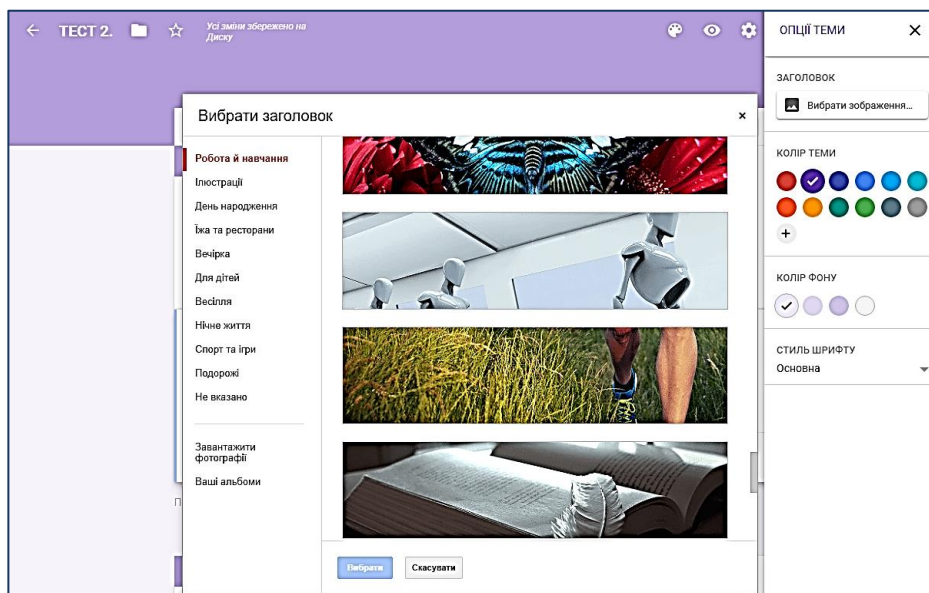 ТЕСТ 2.
Усі зміни збережено на
Диску
ОПЦІЇ ТЕМИ
ЗАГОЛОВОК
Вибрати зображення...
КОЛІР ТЕМИ
КОЛІР ФОНУ
СТИЛЬ ШРИФТУ
Основна
Вибрати заголовок
Робота й навчання
Ілюстрації
День народження
Їжа та ресторани
Вечірка
Для дітей
Весілля
Нічне життя
Спорт та ігри
Подорожі
Не вказано
Завантажити
фотографії
Ваші альбоми
П
Вибрати
Скасувати